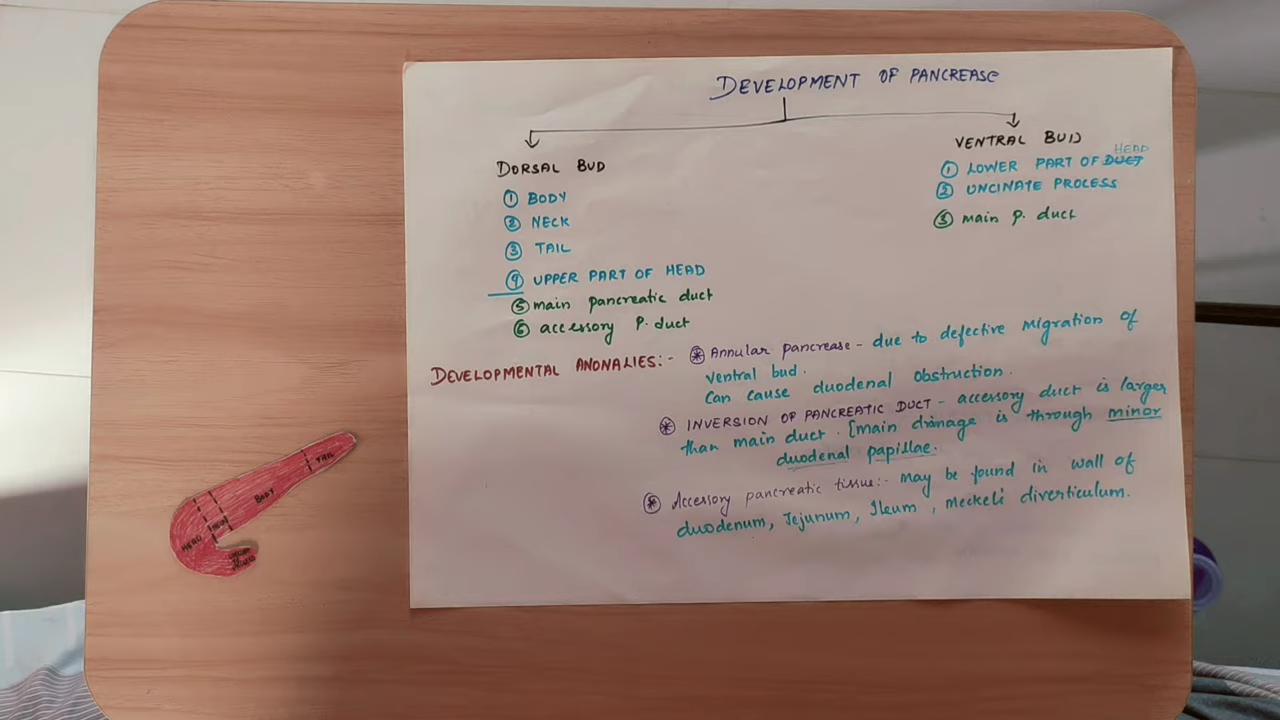 DEVELOPMENT OF PANCREASE
DORSAL BUD
① BODY
② NECK
③ TAIL
④ UPPER PART OF HEAD
⑤ main pancreatic duct
⑥ accessory P. duct
VENTRAL BUD
HEAD
① LOWER PART OF DUCT
② UNCINATE PROCESS
③ main P. duct
DEVELOPMENTAL ANONALIES:-
* Annular pancrease - due to defective migration of
ventral bud.
Can cause duodenal obstruction.
* INVERSION OF PANCREATIC DUCT - accessory duct is larger
than main duct. [main drainage is through minor
duodenal papillae.
* Accessory pancreatic tissue:- may be found in wall of
duodenum, Jejunum, Ileum, meckeli diverticulum.
TAIL
BODY
NECK
HEAD